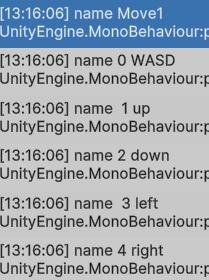 [13:16:06] name Move1
UnityEngine.MonoBehaviour:p
[13:16:06] name 0 WASD
UnityEngine.MonoBehaviour:p
[13:16:06] name  1 up
UnityEngine.MonoBehaviour:p
[13:16:06] name 2 down
UnityEngine.MonoBehaviour:p
[13:16:06] name  3 left
UnityEngine.MonoBehaviour:p
[13:16:06] name 4 right
UnityEngine.MonoBehaviour:p